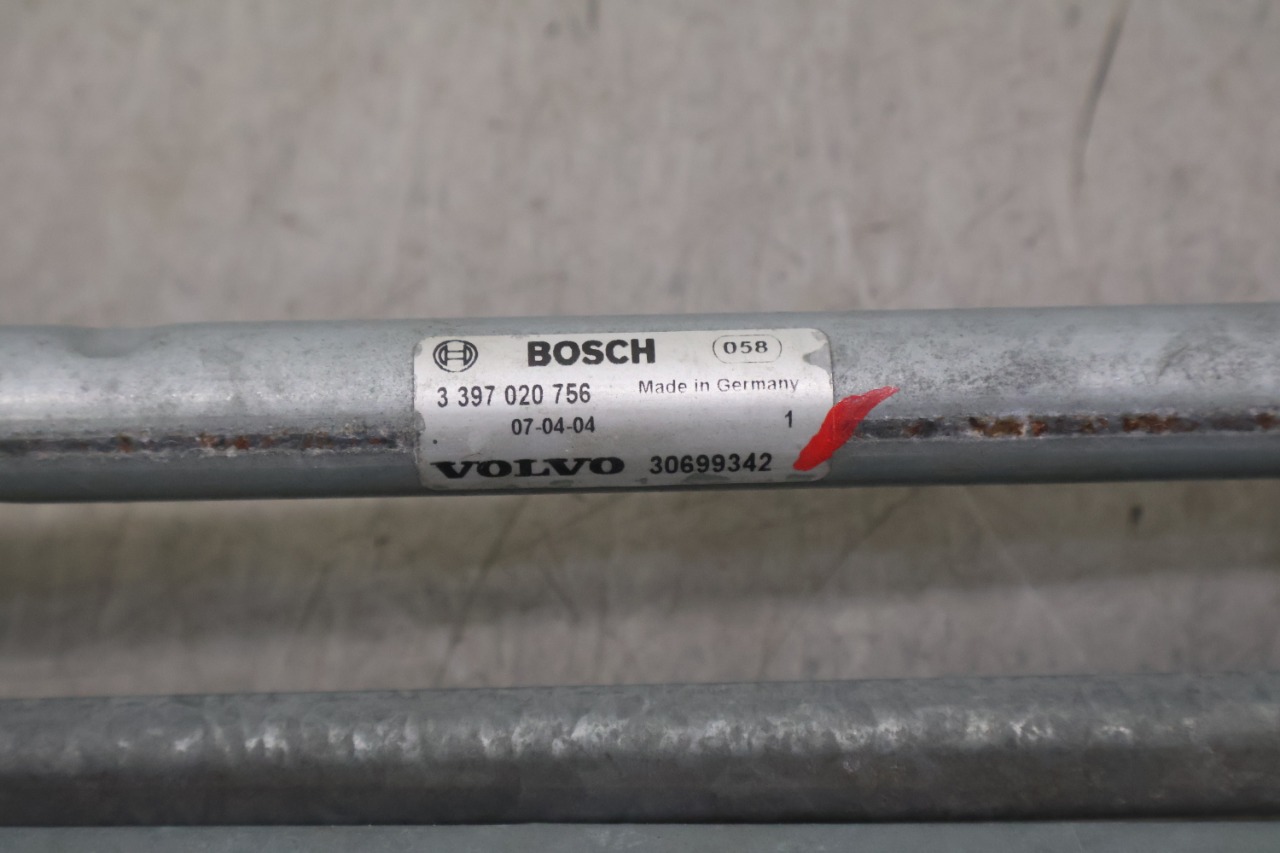 BOSCH 058
3 397 020 756 Made in Germany
07-04-04 1
VOLVO 30699342